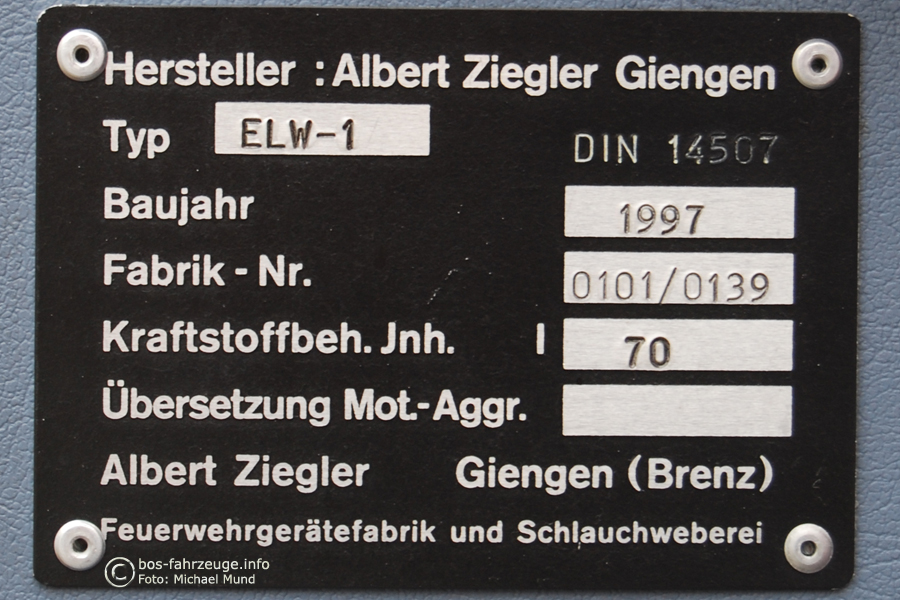 Hersteller : Albert Ziegler Giengen
Typ ELW-1 DIN 14507
Baujahr 1997
Fabrik - Nr. 0101/0139
Kraftstoffbeh. Jnh. l 70
Übersetzung Mot.-Aggr.
Albert Ziegler Giengen (Brenz)
Feuerwehrgerätefabrik und Schlauchweberei
© bos-fahrzeuge.info
Foto: Michael Mund